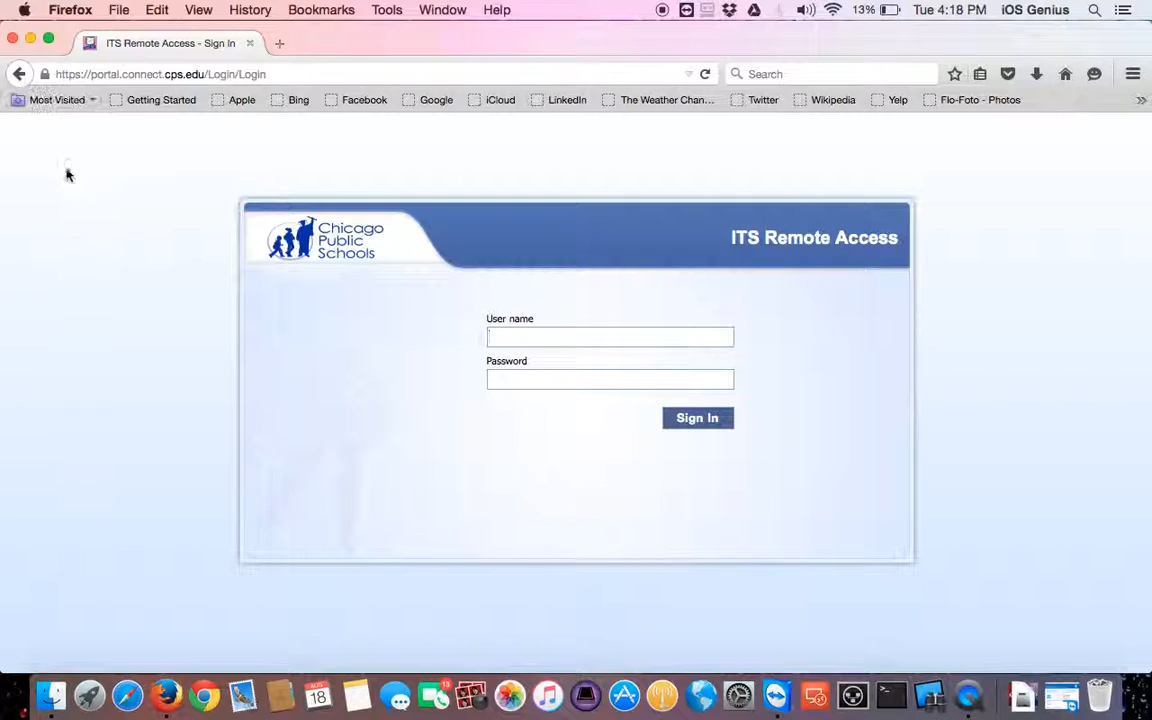 Firefox File Edit View History Bookmarks Tools Window Help 13% Tue 4:18 PM iOS Genius
ITS Remote Access - Sign In
https://portal.connect.cps.edu/Login/Login Search
Most Visited Getting Started Apple Bing Facebook Google iCloud LinkedIn The Weather Chan... Twitter Wikipedia Yelp Flo-Foto - Photos
Chicago
Public
Schools
ITS Remote Access
User name
Password
Sign In
AUG
18
13